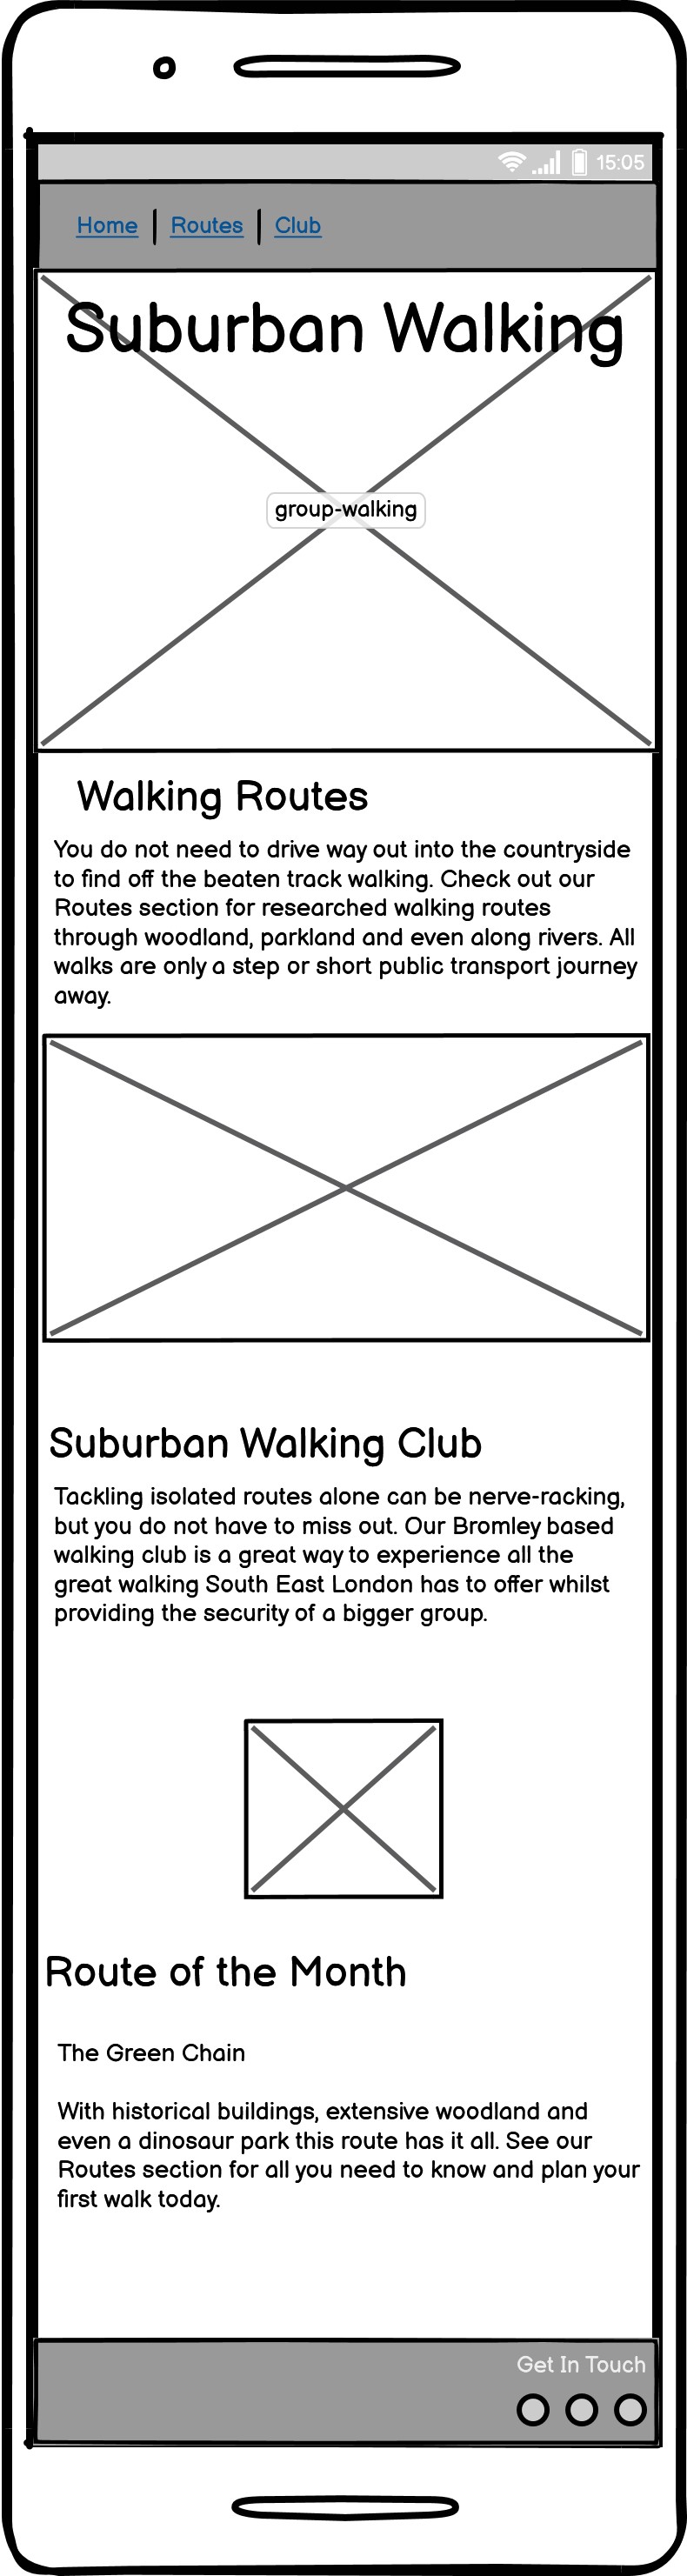 15:05
Home | Routes | Club
Suburban Walking
group-walking
Walking Routes
You do not need to drive way out into the countryside
to find off the beaten track walking. Check out our
Routes section for researched walking routes
through woodland, parkland and even along rivers. All
walks are only a step or short public transport journey
away.
Suburban Walking Club
Tackling isolated routes alone can be nerve-racking,
but you do not have to miss out. Our Bromley based
walking club is a great way to experience all the
great walking South East London has to offer whilst
providing the security of a bigger group.
Route of the Month
The Green Chain
With historical buildings, extensive woodland and
even a dinosaur park this route has it all. See our
Routes section for all you need to know and plan your
first walk today.
Get In Touch